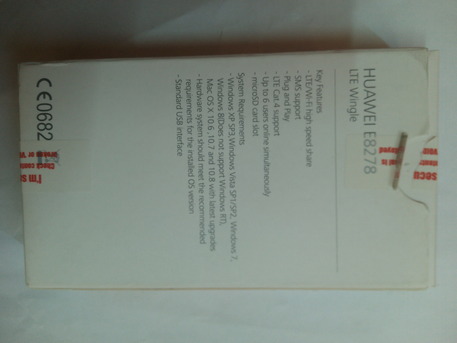 HUAWEI E8278
LTE Wingle
Key Features
- LTE/Wi-Fi high speed share
- SMS support
- Plug and Play
- LTE Cat 4 support
- Up to 6 users online simultaneously
- microSD card slot
System Requirements
- Windows XP SP3,Windows Vista SP1/SP2, Windows 7,
Windows 8(Does not support Windows RT),
Mac OS X 10.6 ,10.7 and 10.8 with latest upgrades
- Hardware system should meet the recommended
requirements for the installed OS version
- Standard USB interface
CE0682
secu
I'm s